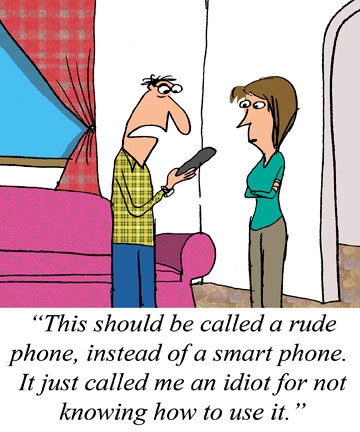 “This should be called a rude
phone, instead of a smart phone.
It just called me an idiot for not
knowing how to use it.”